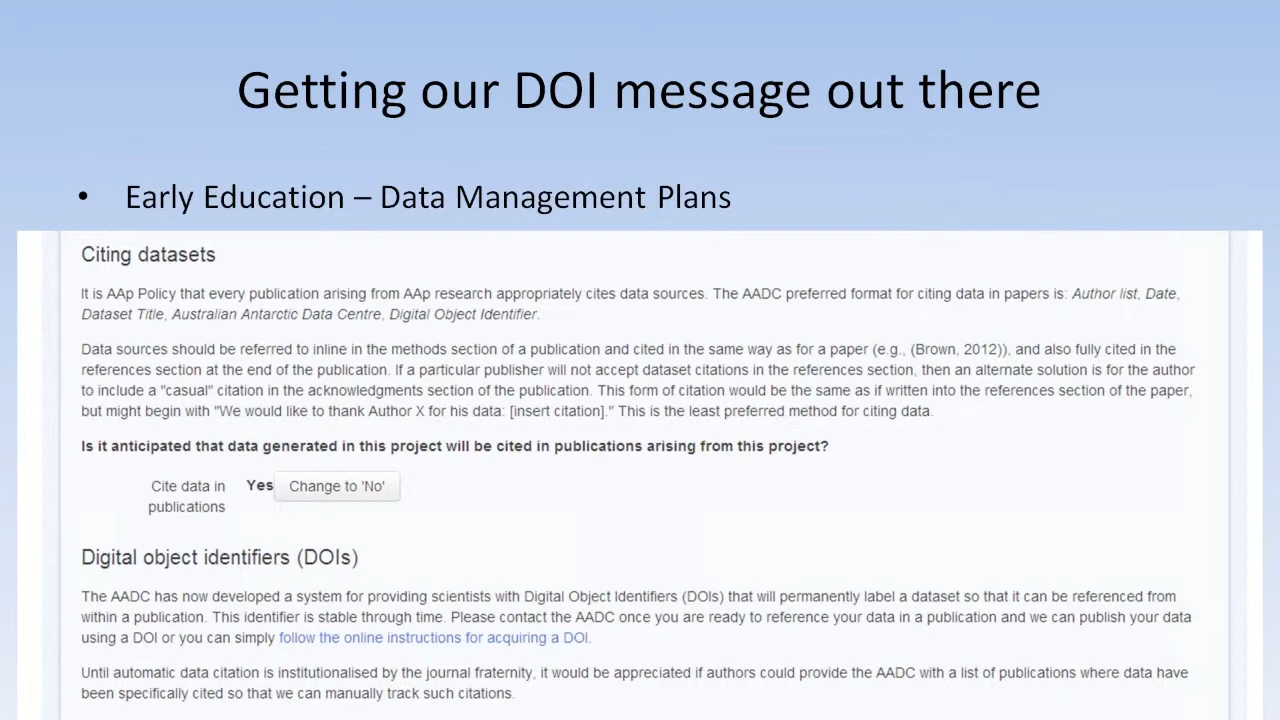 Getting our DOI message out there
• Early Education – Data Management Plans
Citing datasets
It is AAp Policy that every publication arising from AAp research appropriately cites data sources. The AADC preferred format for citing data in papers is: Author list, Date,
Dataset Title, Australian Antarctic Data Centre, Digital Object Identifier.
Data sources should be referred to inline in the methods section of a publication and cited in the same way as for a paper (e.g., (Brown, 2012)), and also fully cited in the
references section at the end of the publication. If a particular publisher will not accept dataset citations in the references section, then an alternate solution is for the author
to include a "casual" citation in the acknowledgments section of the publication. This form of citation would be the same as if written into the references section of the paper,
but might begin with "We would like to thank Author X for his data: [insert citation]." This is the least preferred method for citing data.
Is it anticipated that data generated in this project will be cited in publications arising from this project?
Cite data in Yes Change to 'No'
publications
Digital object identifiers (DOIs)
The AADC has now developed a system for providing scientists with Digital Object Identifiers (DOIs) that will permanently label a dataset so that it can be referenced from
within a publication. This identifier is stable through time. Please contact the AADC once you are ready to reference your data in a publication and we can publish your data
using a DOI or you can simply follow the online instructions for acquiring a DOI.
Until automatic data citation is institutionalised by the journal fraternity, it would be appreciated if authors could provide the AADC with a list of publications where data have
been specifically cited so that we can manually track such citations.